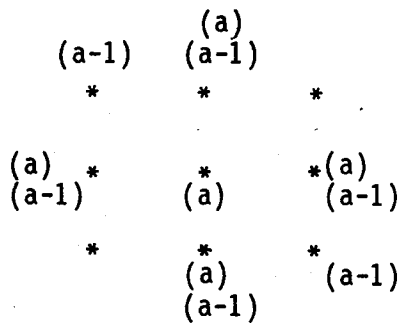 (a)
(a-1) (a-1)
* * *
(a) * * *(a)
(a-1) (a) (a-1)
* * *
(a) (a-1)
(a-1)